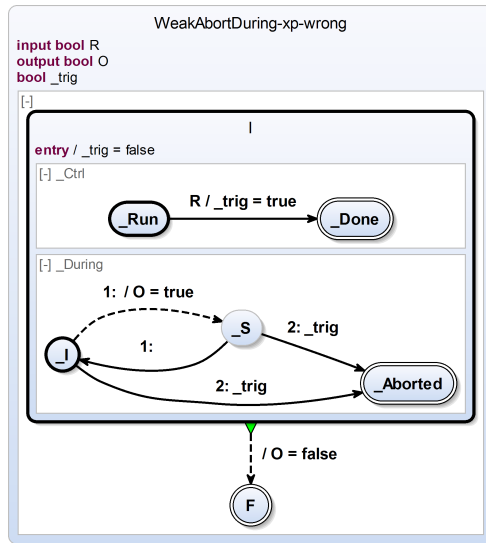 WeakAbortDuring-xp-wrong
input bool R
output bool O
bool _trig
[-]
I
entry / _trig = false
[-] _Ctrl
R / _trig = true
_Run
_Done
[-] _During
1: / O = true
_S
2: _trig
1:
_I
2: _trig
_Aborted
/ O = false
F